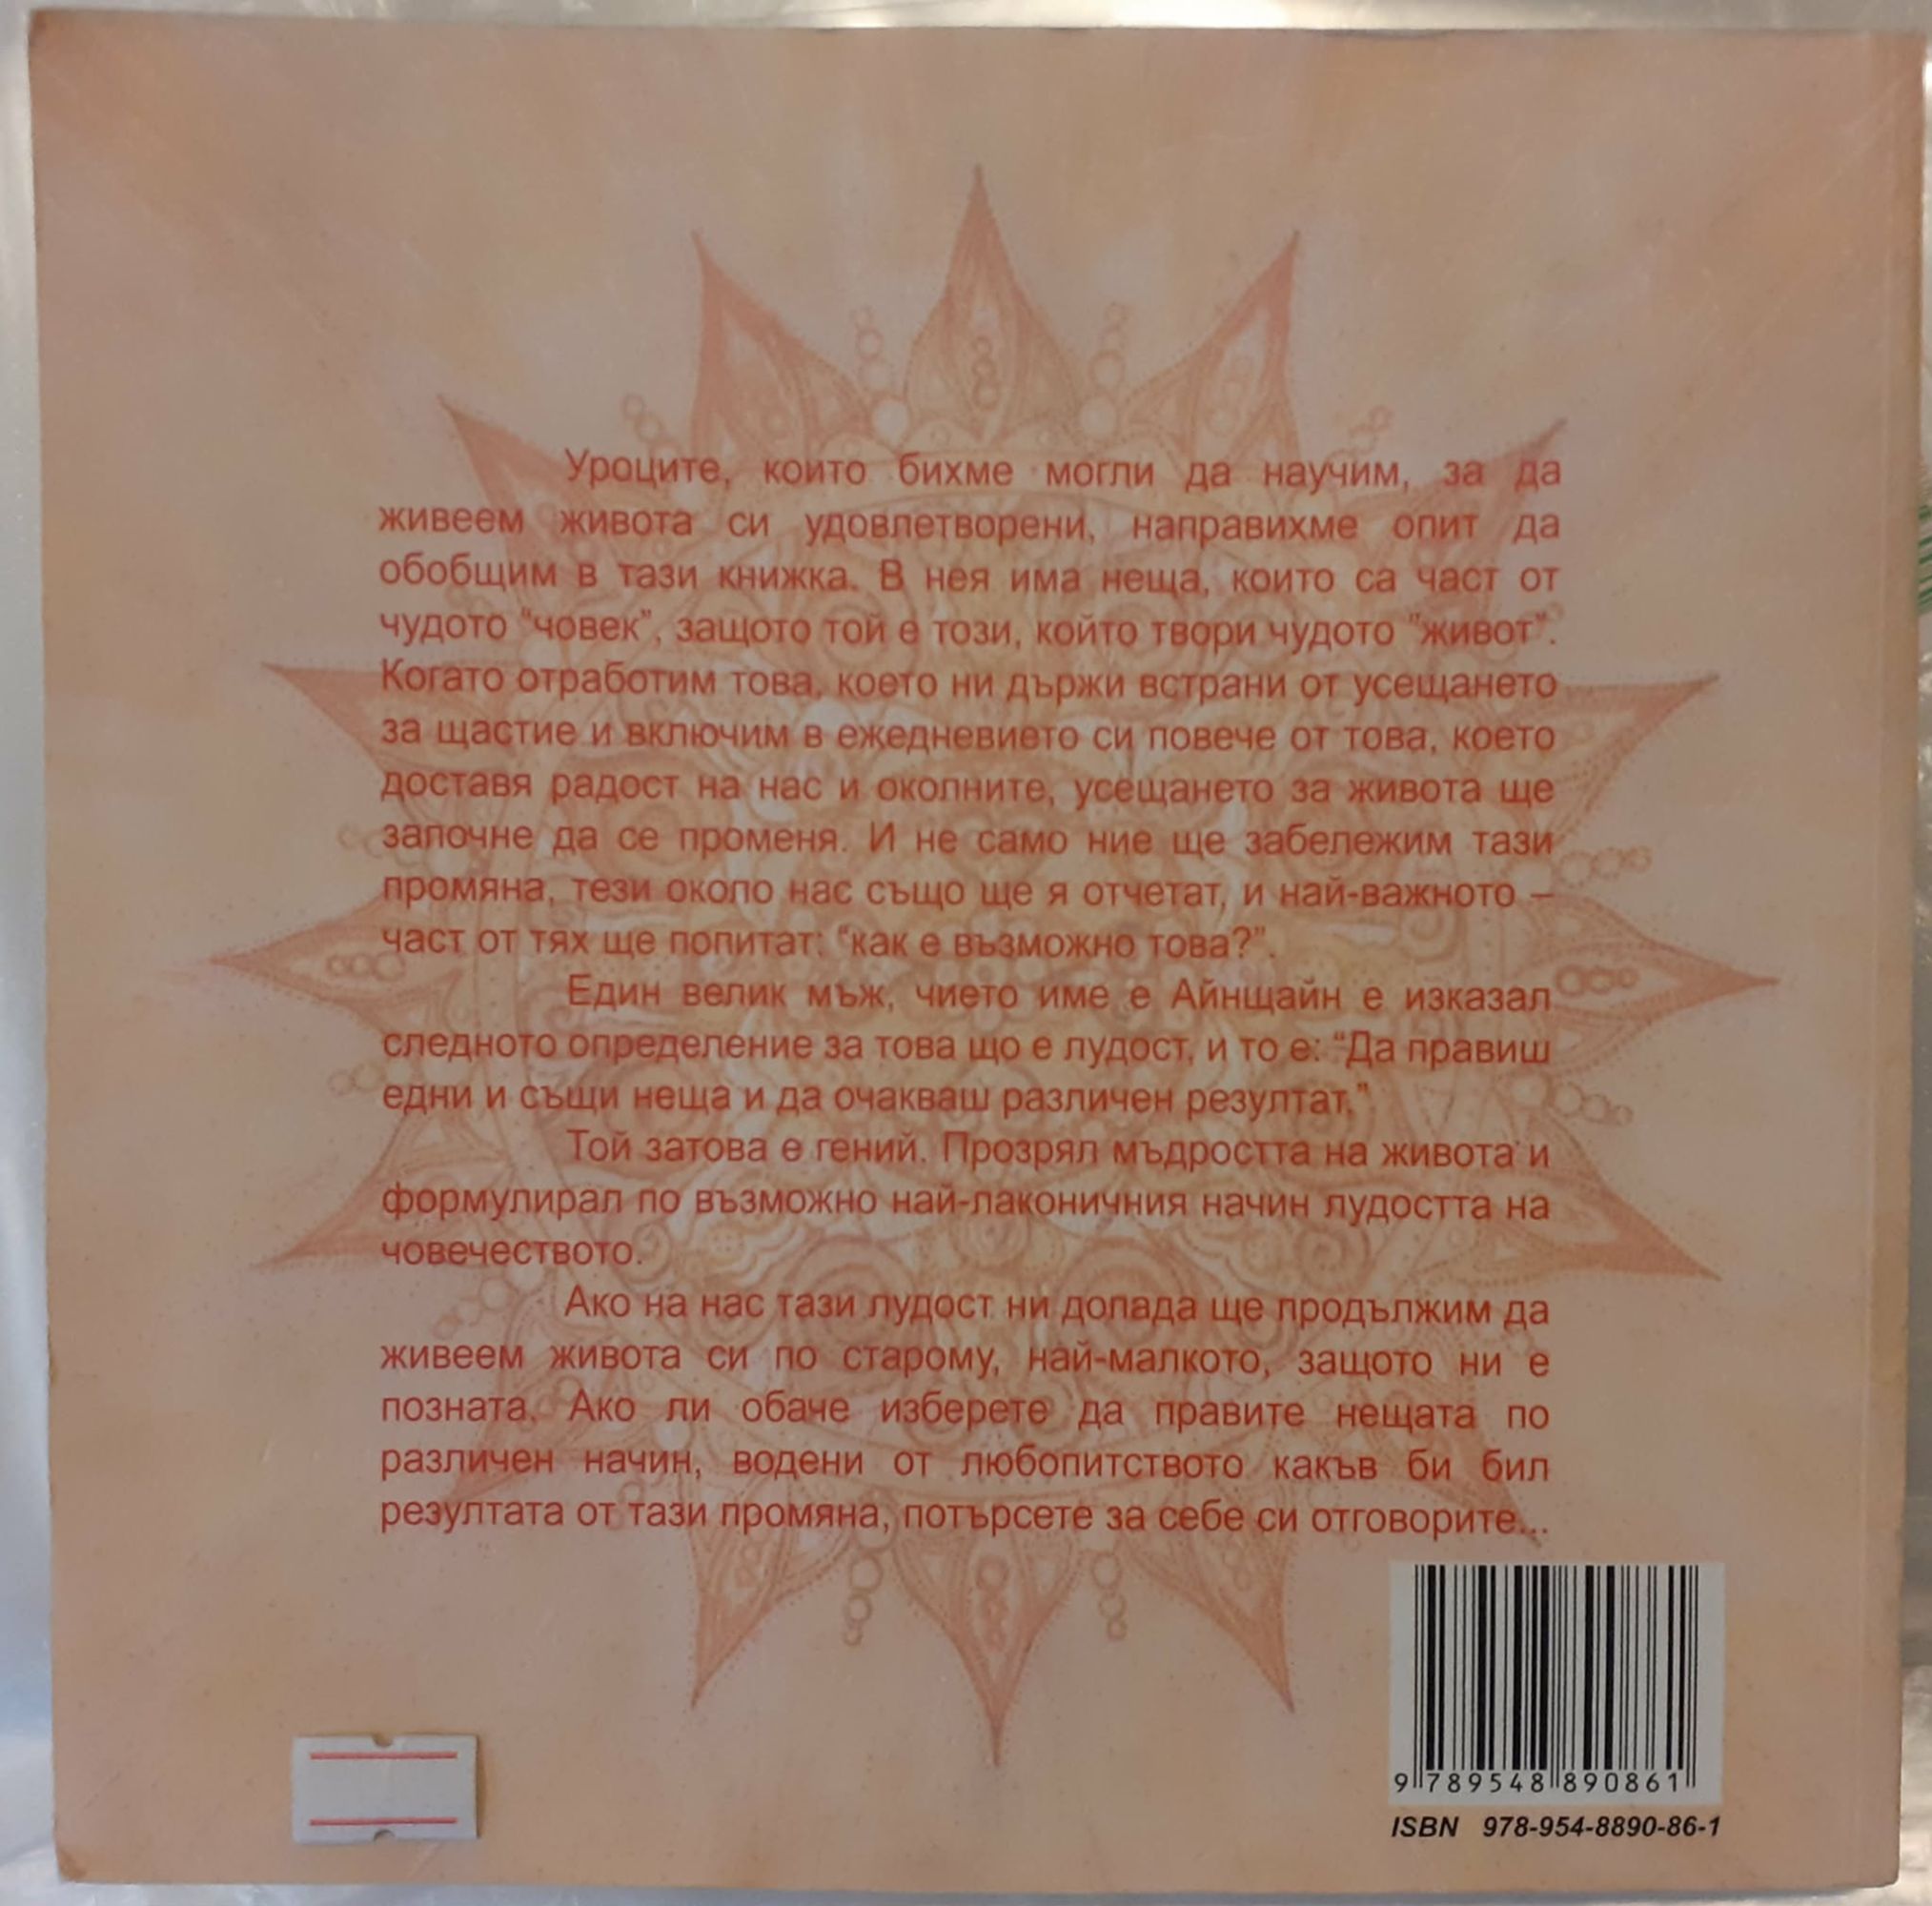 Уроците, които бихме могли да научим, за да
живеем живота си удовлетворени, направихме опит да
обобщим в тази книжка. В нея има неща, които са част от
чудото “човек”, защото той е този, който твори чудото "живот".
Когато отработим това, което ни държи встрани от усещането
за щастие и включим в ежедневието си повече от това, което
доставя радост на нас и околните, усещането за живота ще
започне да се променя. И не само ние ще забележим тази
промяна, тези около нас също ще я отчетат, и най-важното –
част от тях ще попитат: “как е възможно това?”.
Един велик мъж, чието име е Айнщайн е изказал
следното определение за това що е лудост, и то е: “Да правиш
едни и същи неща и да очакваш различен резултат.”
Той затова е гений. Прозрял мъдростта на живота и
формулирал по възможно най-лаконичния начин лудостта на
човечеството.
Ако на нас тази лудост ни допада ще продължим да
живеем живота си по старому, най-малкото, защото ни е
позната. Ако ли обаче изберете да правите нещата по
различен начин, водени от любопитството какъв би бил
резултата от тази промяна, потърсете за себе си отговорите...
9 789548 890861
ISBN 978-954-8890-86-1